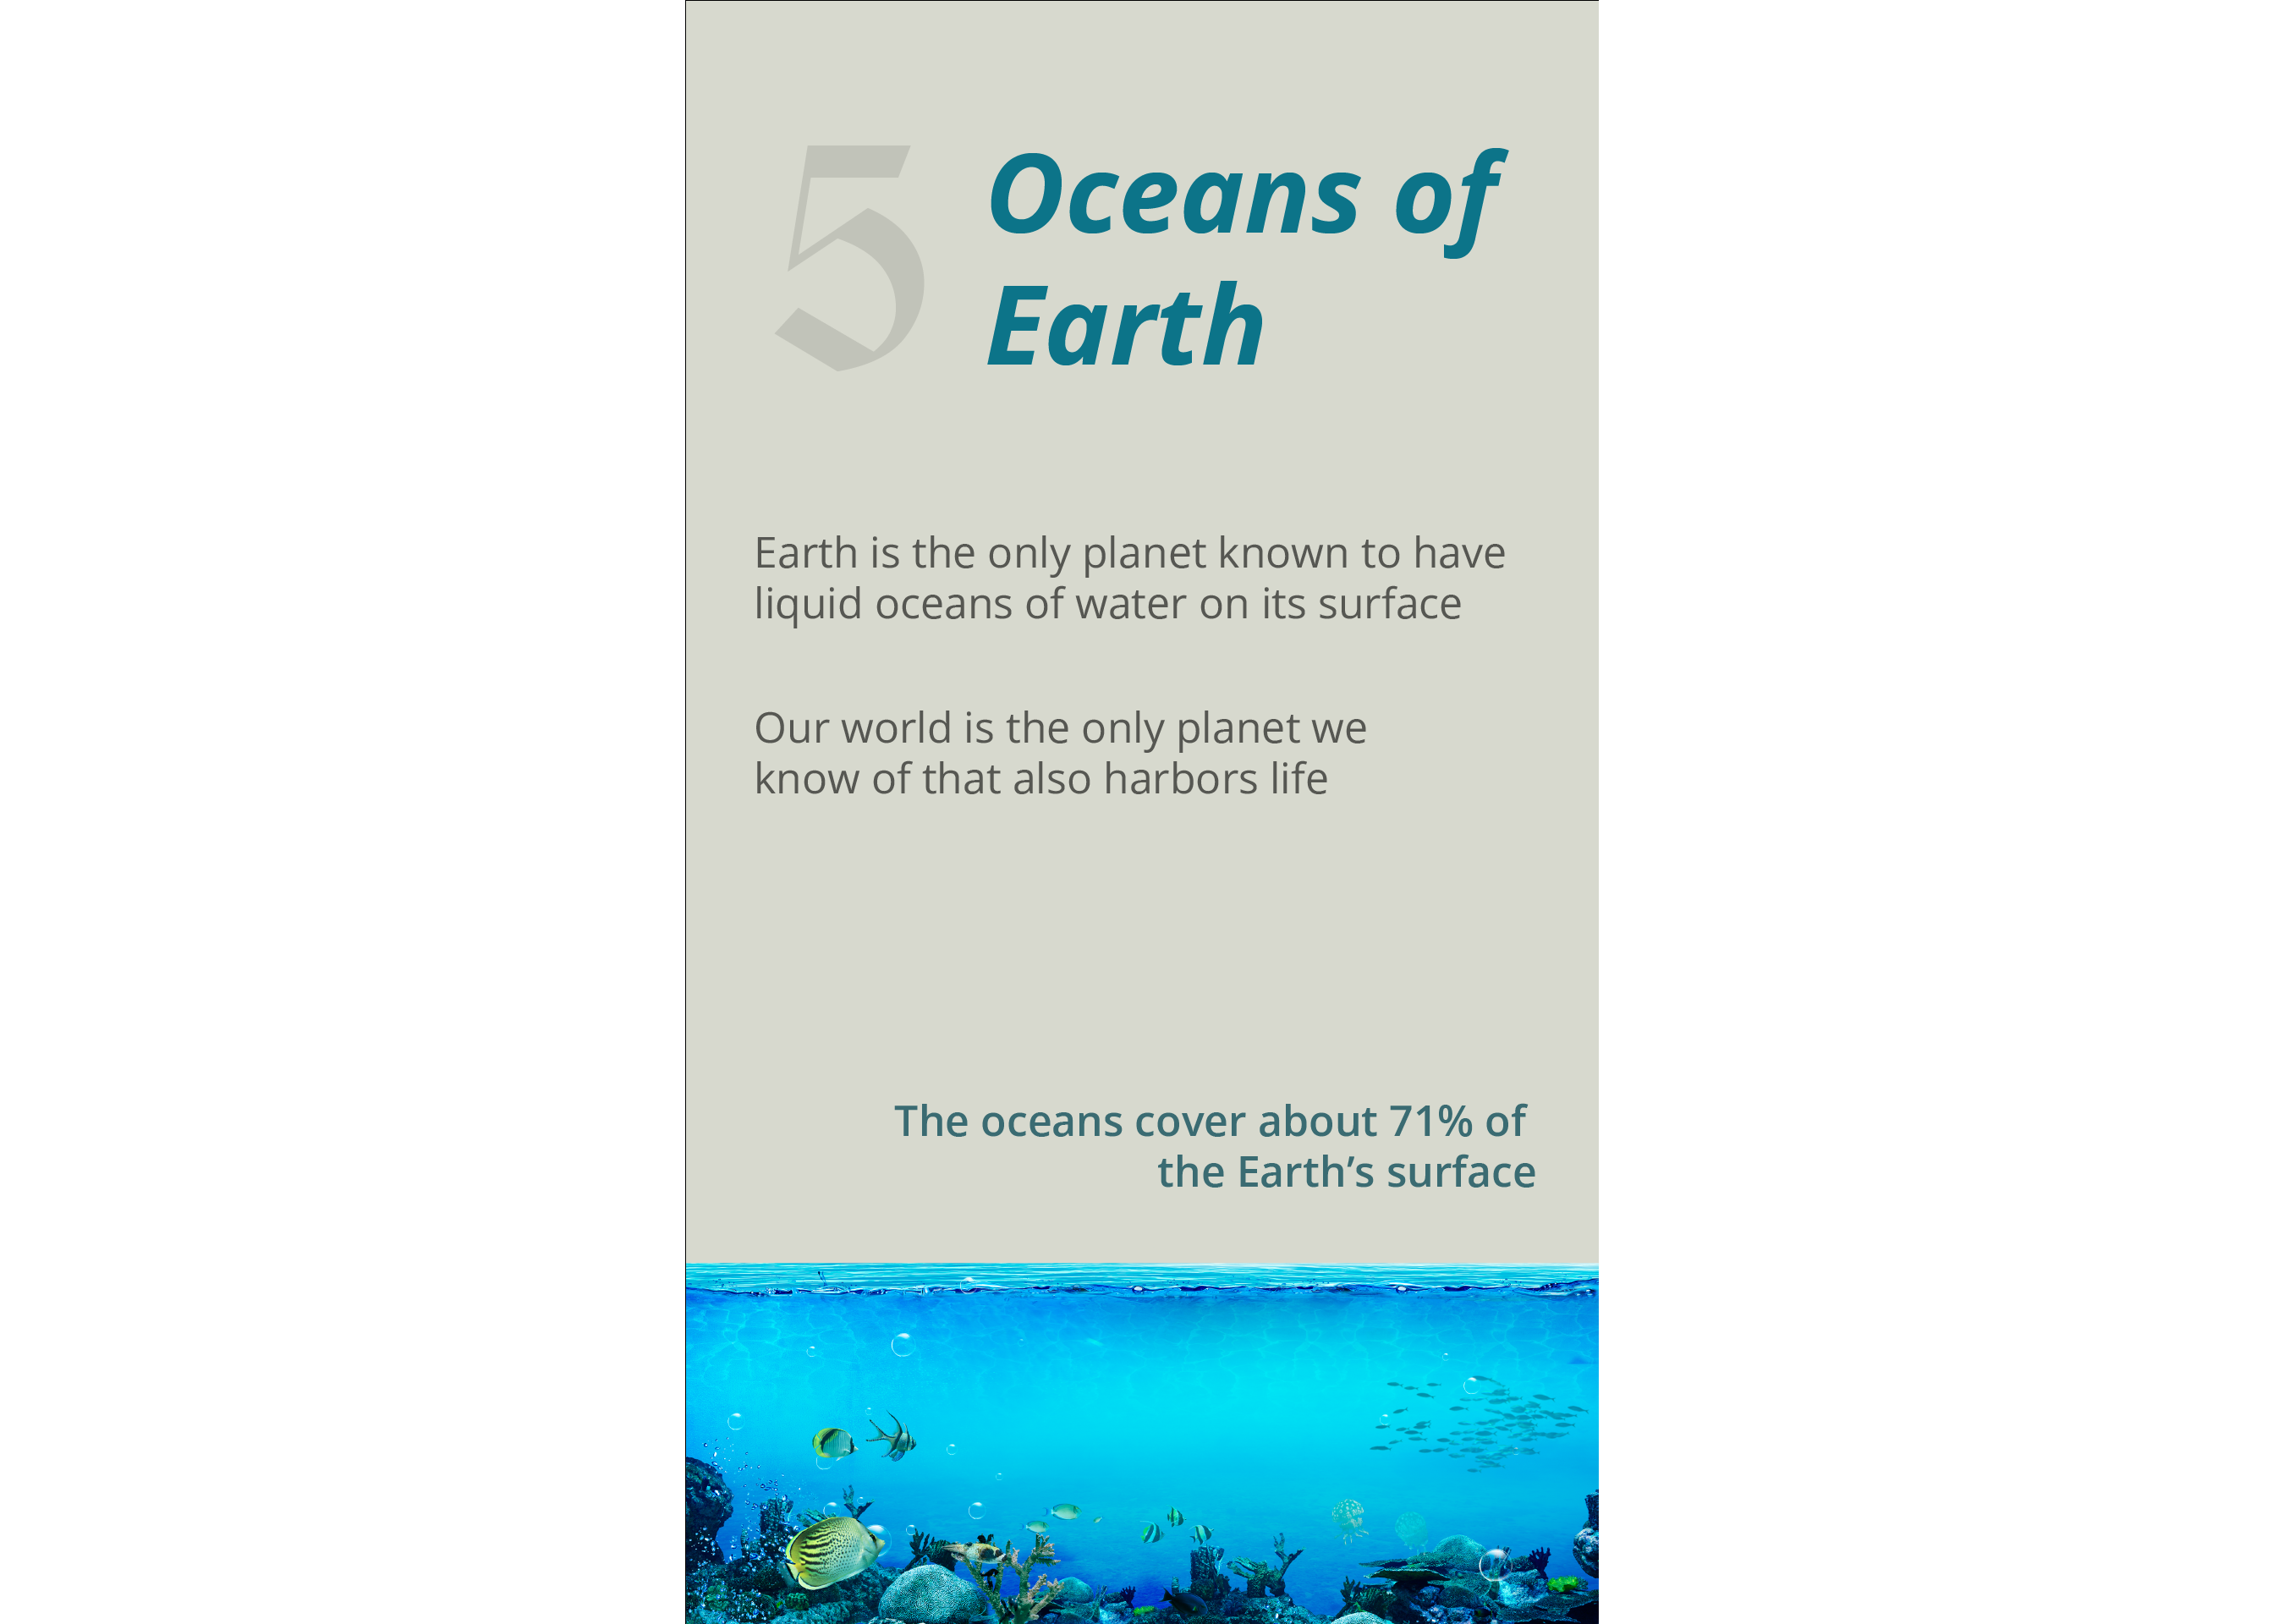 5
Oceans of
Earth
Earth is the only planet known to have
liquid oceans of water on its surface
Our world is the only planet we
know of that also harbors life
The oceans cover about 71% of
the Earth’s surface